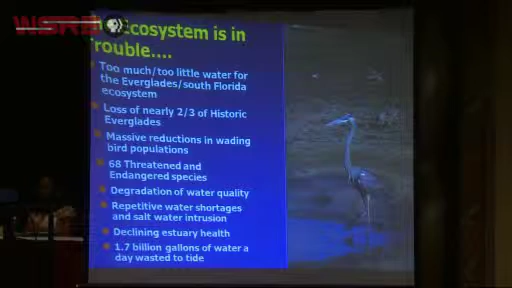 WSRE PBS
The Ecosystem is in
Trouble....
Too much/too little water for
the Everglades/south Florida
ecosystem
Loss of nearly 2/3 of Historic
Everglades
Massive reductions in wading
bird populations
68 Threatened and
Endangered species
Degradation of water quality
Repetitive water shortages
and salt water intrusion
Declining estuary health
1.7 billion gallons of water a
day wasted to tide